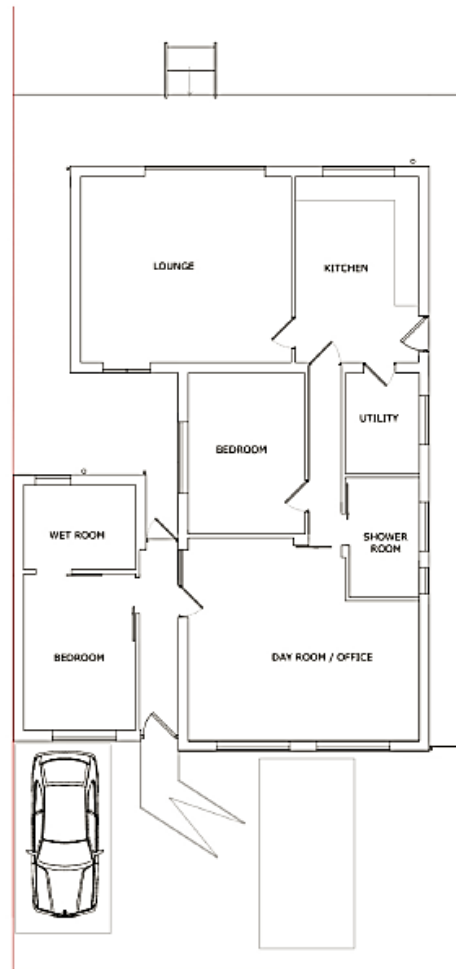 LOUNGE
KITCHEN
UTILITY
BEDROOM
WET ROOM
SHOWER
ROOM
BEDROOM
DAY ROOM / OFFICE